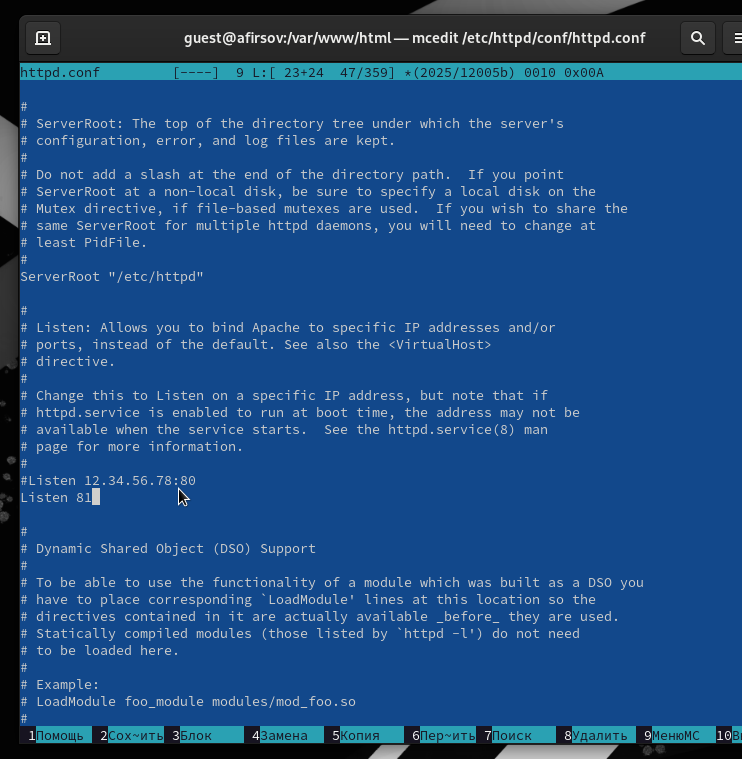 guest@afirsov:/var/www/html — mcedit /etc/httpd/conf/httpd.conf
httpd.conf [----] 9 L:[ 23+24 47/359] *(2025/12005b) 0010 0x00A
#
# ServerRoot: The top of the directory tree under which the server's
# configuration, error, and log files are kept.
#
# Do not add a slash at the end of the directory path.  If you point
# ServerRoot at a non-local disk, be sure to specify a local disk on the
# Mutex directive, if file-based mutexes are used.  If you wish to share the
# same ServerRoot for multiple httpd daemons, you will need to change at
# least PidFile.
#
ServerRoot "/etc/httpd"
#
# Listen: Allows you to bind Apache to specific IP addresses and/or
# ports, instead of the default. See also the <VirtualHost>
# directive.
#
# Change this to Listen on a specific IP address, but note that if
# httpd.service is enabled to run at boot time, the address may not be
# available when the service starts.  See the httpd.service(8) man
# page for more information.
#
#Listen 12.34.56.78:80
Listen 81
#
# Dynamic Shared Object (DSO) Support
#
# To be able to use the functionality of a module which was built as a DSO you
# have to place corresponding `LoadModule' lines at this location so the
# directives contained in it are actually available _before_ they are used.
# Statically compiled modules (those listed by `httpd -l') do not need
# to be loaded here.
#
# Example:
# LoadModule foo_module modules/mod_foo.so
#
1Помощь 2Сох~ить 3Блок 4Замена 5Копия 6Пер~ить 7Поиск 8Удалить 9МенюMC 10